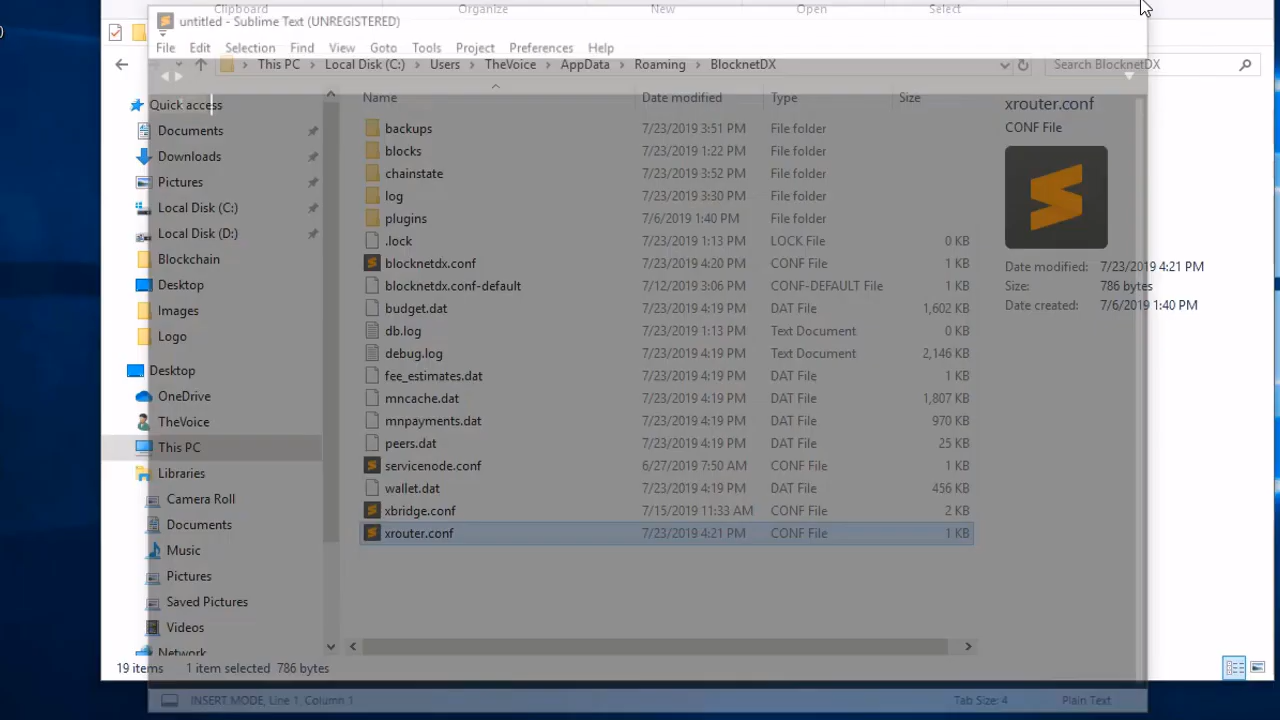 Clipboard Organize New Open Select
untitled - Sublime Text (UNREGISTERED)
File Edit Selection Find View Goto Tools Project Preferences Help
This PC > Local Disk (C:) > Users > TheVoice > AppData > Roaming > BlocknetDX
Search BlocknetDX
Quick access
Documents
Downloads
Pictures
Local Disk (C:)
Local Disk (D:)
Blockchain
Desktop
Images
Logo
Desktop
OneDrive
TheVoice
This PC
Libraries
Camera Roll
Documents
Music
Pictures
Saved Pictures
Videos
Network
Name Date modified Type Size
backups 7/23/2019 3:51 PM File folder
blocks 7/23/2019 1:22 PM File folder
chainstate 7/23/2019 3:52 PM File folder
log 7/23/2019 3:30 PM File folder
plugins 7/6/2019 1:40 PM File folder
.lock 7/23/2019 1:13 PM LOCK File 0 KB
blocknetdx.conf 7/23/2019 4:20 PM CONF File 1 KB
blocknetdx.conf-default 7/12/2019 3:06 PM CONF-DEFAULT File 1 KB
budget.dat 7/23/2019 4:19 PM DAT File 1,602 KB
db.log 7/23/2019 1:13 PM Text Document 0 KB
debug.log 7/23/2019 4:19 PM Text Document 2,146 KB
fee_estimates.dat 7/23/2019 4:19 PM DAT File 1 KB
mncache.dat 7/23/2019 4:19 PM DAT File 1,807 KB
mnpayments.dat 7/23/2019 4:19 PM DAT File 970 KB
peers.dat 7/23/2019 4:19 PM DAT File 25 KB
servicenode.conf 6/27/2019 7:50 AM CONF File 1 KB
wallet.dat 7/23/2019 4:19 PM DAT File 456 KB
xbridge.conf 7/15/2019 11:33 AM CONF File 2 KB
xrouter.conf 7/23/2019 4:21 PM CONF File 1 KB
xrouter.conf
CONF File
Date modified: 7/23/2019 4:21 PM
Size: 786 bytes
Date created: 7/6/2019 1:40 PM
19 items 1 item selected 786 bytes
INSERT MODE, Line 1, Column 1 Tab Size: 4 Plain Text